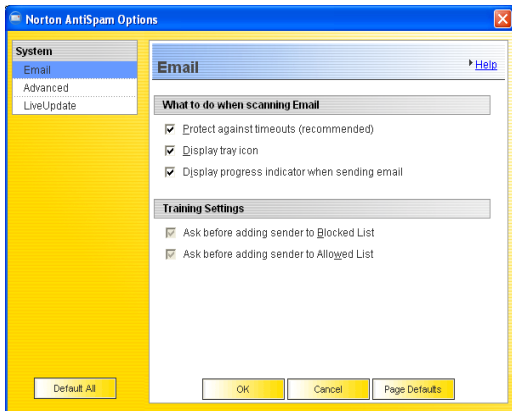 Norton AntiSpam Options
System
Email
Advanced
LiveUpdate
Email
Help
What to do when scanning Email
Protect against timeouts (recommended)
Display tray icon
Display progress indicator when sending email
Training Settings
Ask before adding sender to Blocked List
Ask before adding sender to Allowed List
Default All
OK
Cancel
Page Defaults